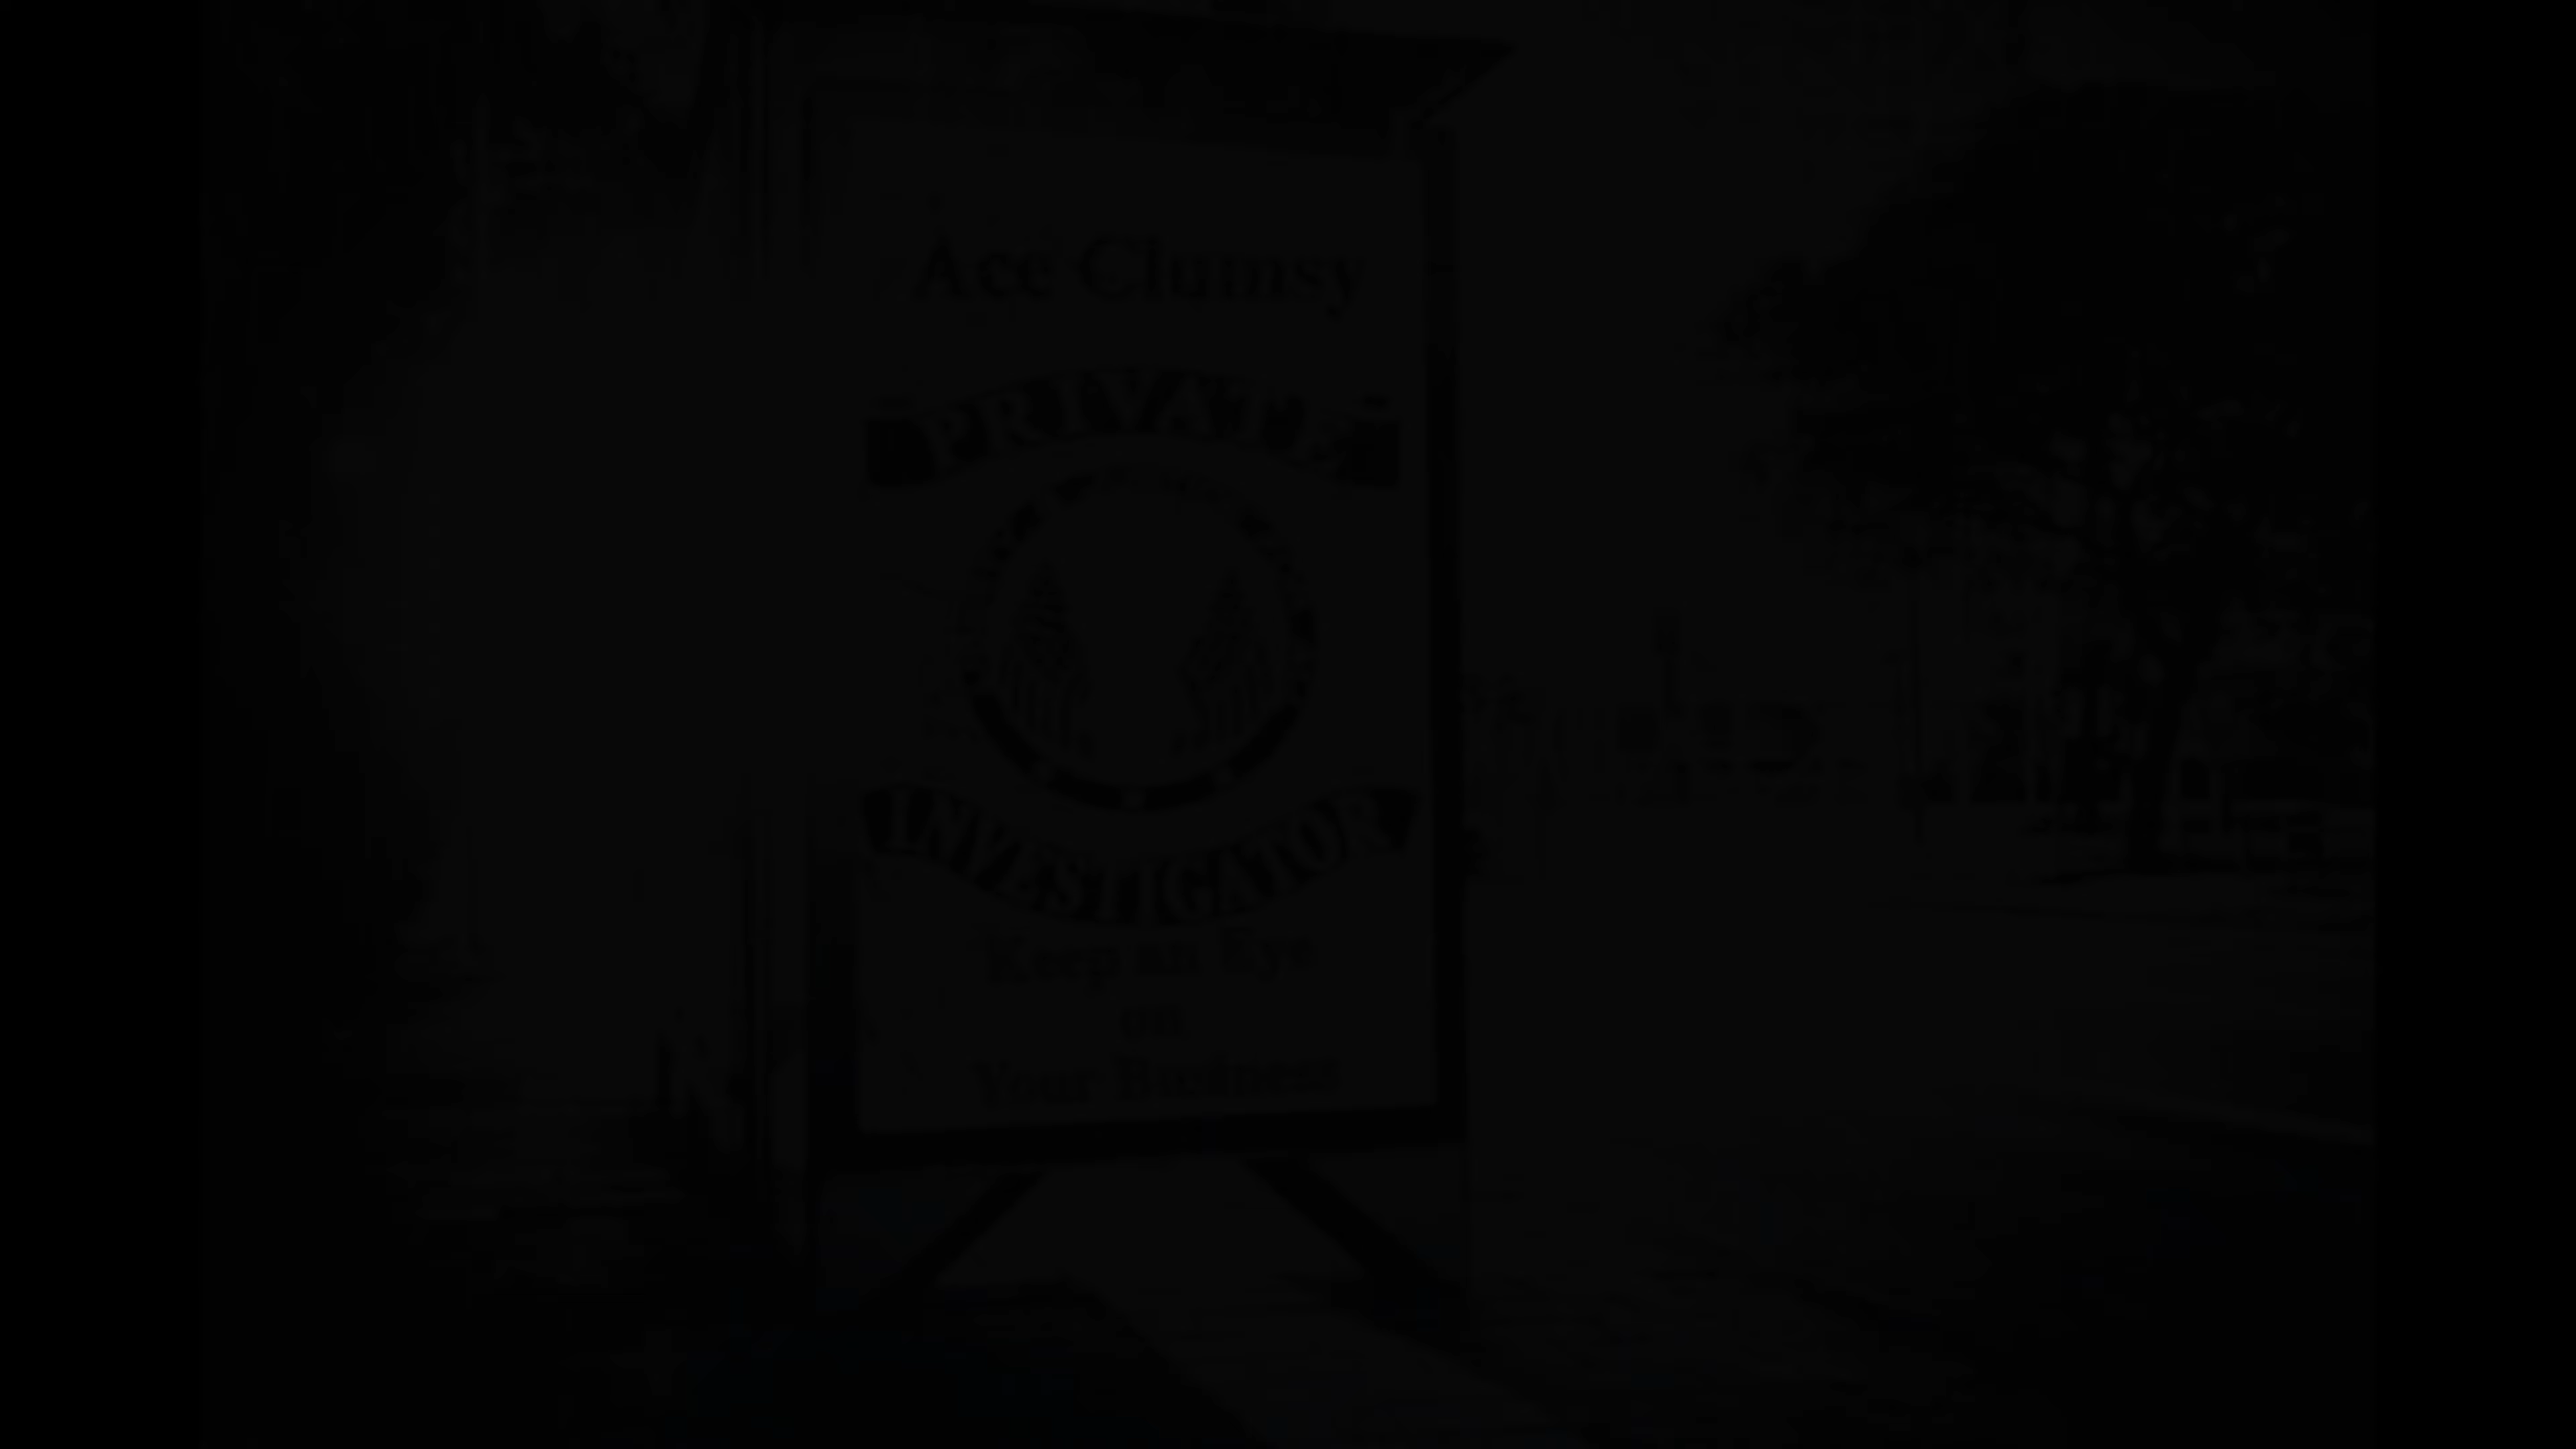 Ace Clumsy
PRIVATE
INVESTIGATOR
Keep an Eye
on
Your Business